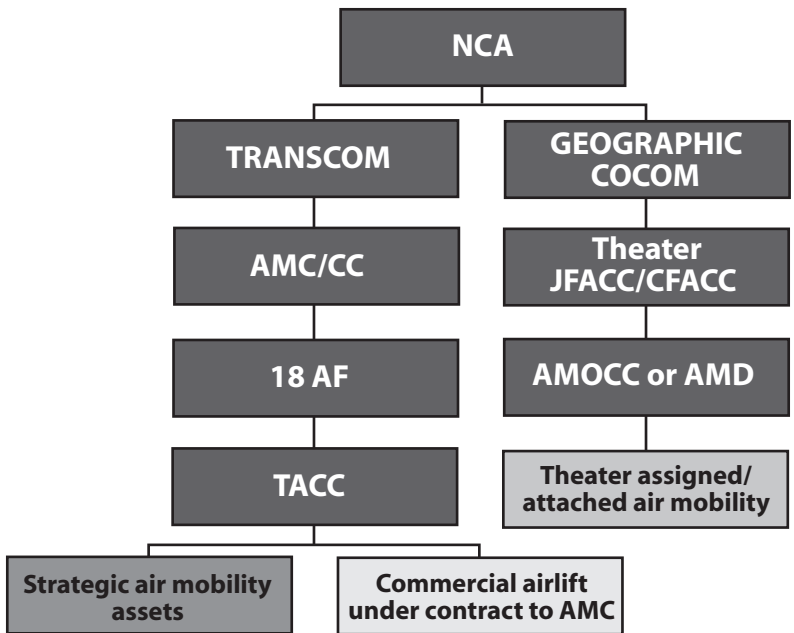 NCA
TRANSCOM
GEOGRAPHIC
COCOM
AMC/CC
Theater
JFACC/CFACC
18 AF
AMOCC or AMD
TACC
Theater assigned/
attached air mobility
Strategic air mobility
assets
Commercial airlift
under contract to AMC